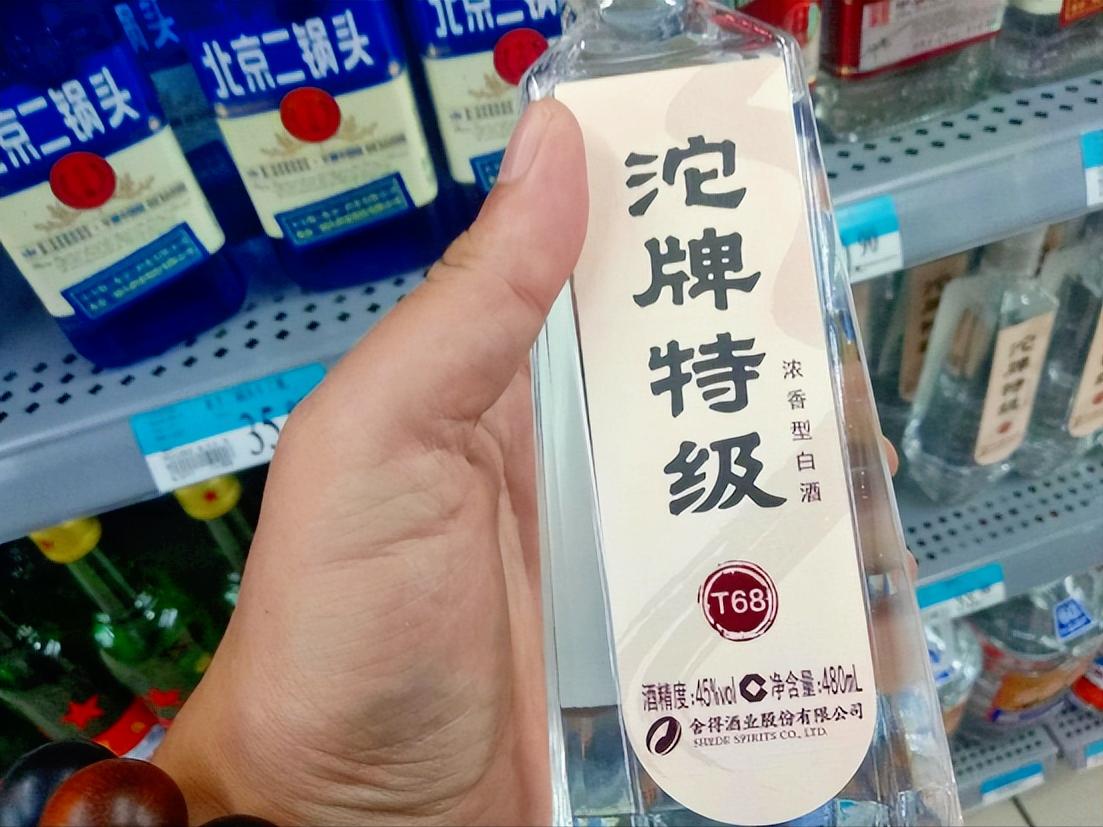 北京二锅头
北京二锅头
京二锅头
沱牌特级
浓香型白酒
T68
酒精度:45%vol 净含量:480mL
舍得酒业股份有限公司
SHEDE SPIRITS CO., LTD.
沱牌特级
35